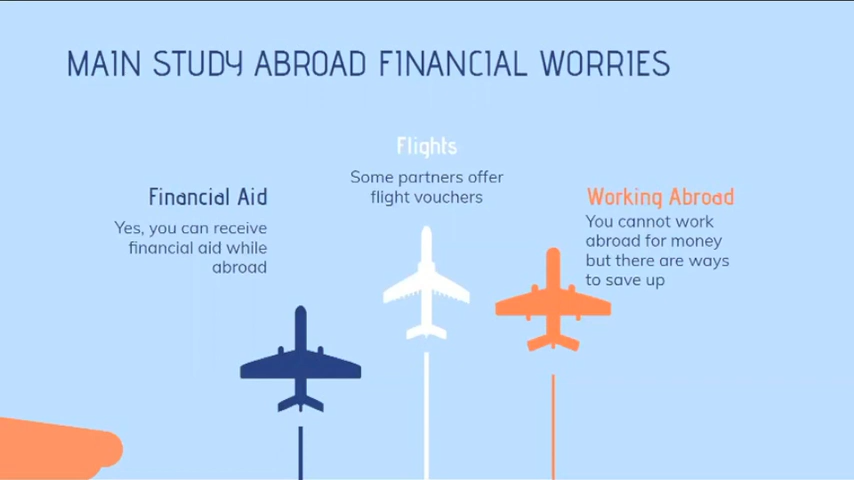 MAIN STUDY ABROAD FINANCIAL WORRIES
Financial Aid
Yes, you can receive
financial aid while
abroad
Flights
Some partners offer
flight vouchers
Working Abroad
You cannot work
abroad for money
but there are ways
to save up